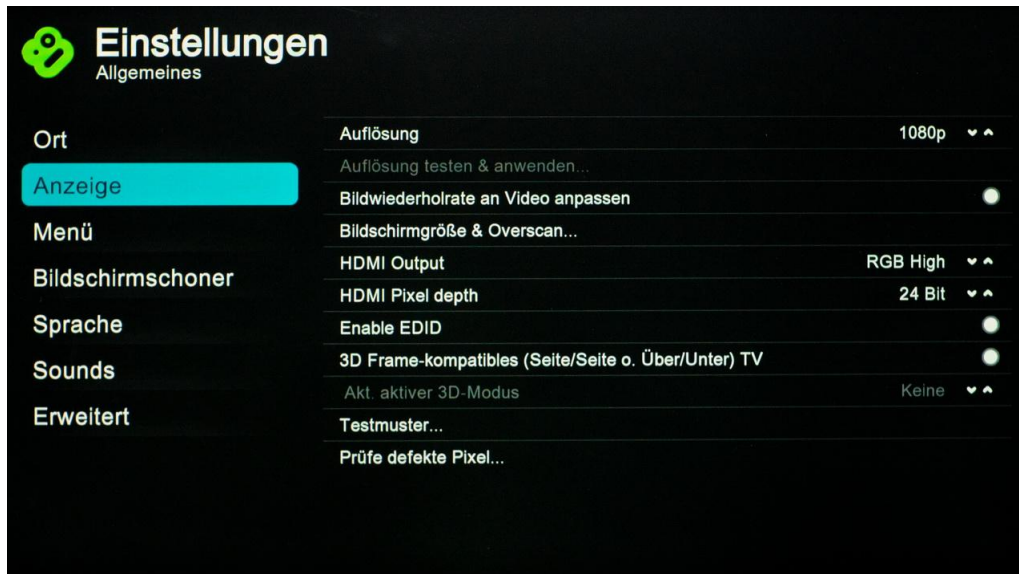 Einstellungen
Allgemeines
Ort
Anzeige
Menü
Bildschirmschoner
Sprache
Sounds
Erweitert
Auflösung 1080p
Auflösung testen & anwenden...
Bildwiederholrate an Video anpassen
Bildschirmgröße & Overscan...
HDMI Output RGB High
HDMI Pixel depth 24 Bit
Enable EDID
3D Frame-kompatibles (Seite/Seite o. Über/Unter) TV
Akt. aktiver 3D-Modus Keine
Testmuster...
Prüfe defekte Pixel...